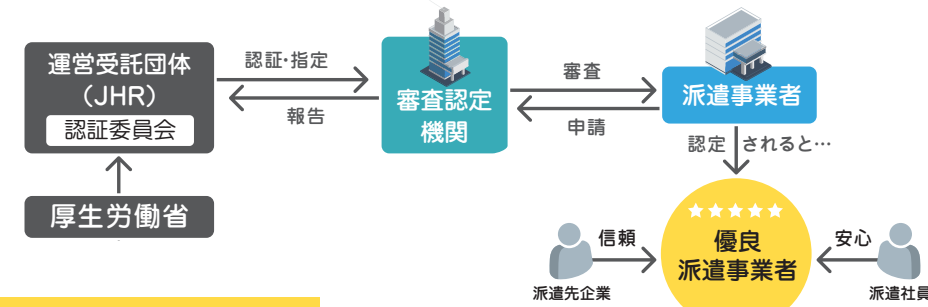 運営受託団体
（JHR）
認証委員会
厚生労働省
認証・指定
報告
審査認定
機関
審査
申請
派遣事業者
認定 されると…
★★★★★
優良
派遣事業者
信頼
派遣先企業
安心
派遣社員